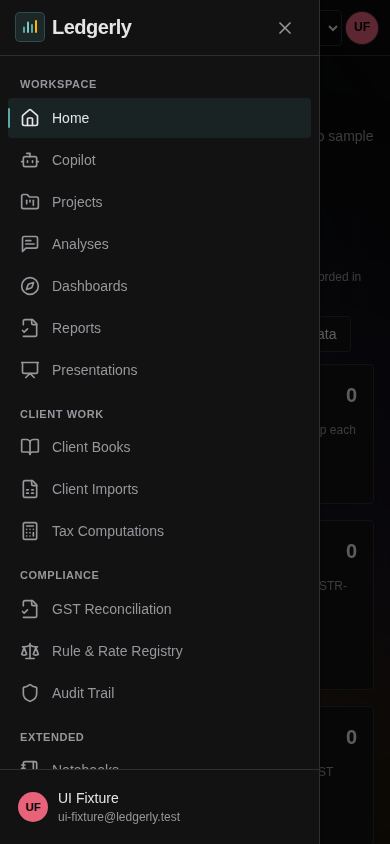 Ledgerly
UF
WORKSPACE
Home
Copilot
Projects
Analyses
Dashboards
Reports
Presentations
CLIENT WORK
Client Books
Client Imports
Tax Computations
COMPLIANCE
GST Reconciliation
Rule & Rate Registry
Audit Trail
EXTENDED
Notebooks
UF
UI Fixture
ui-fixture@ledgerly.test
sample
orded in
ata
0
p each
0
STR-
0
ST